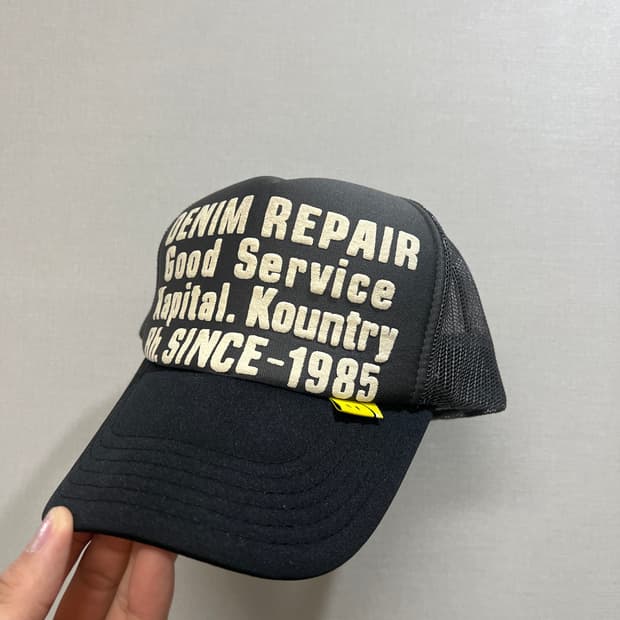 DENIM REPAIR
Good Service
Kapital. Kountry
SINCE-1985